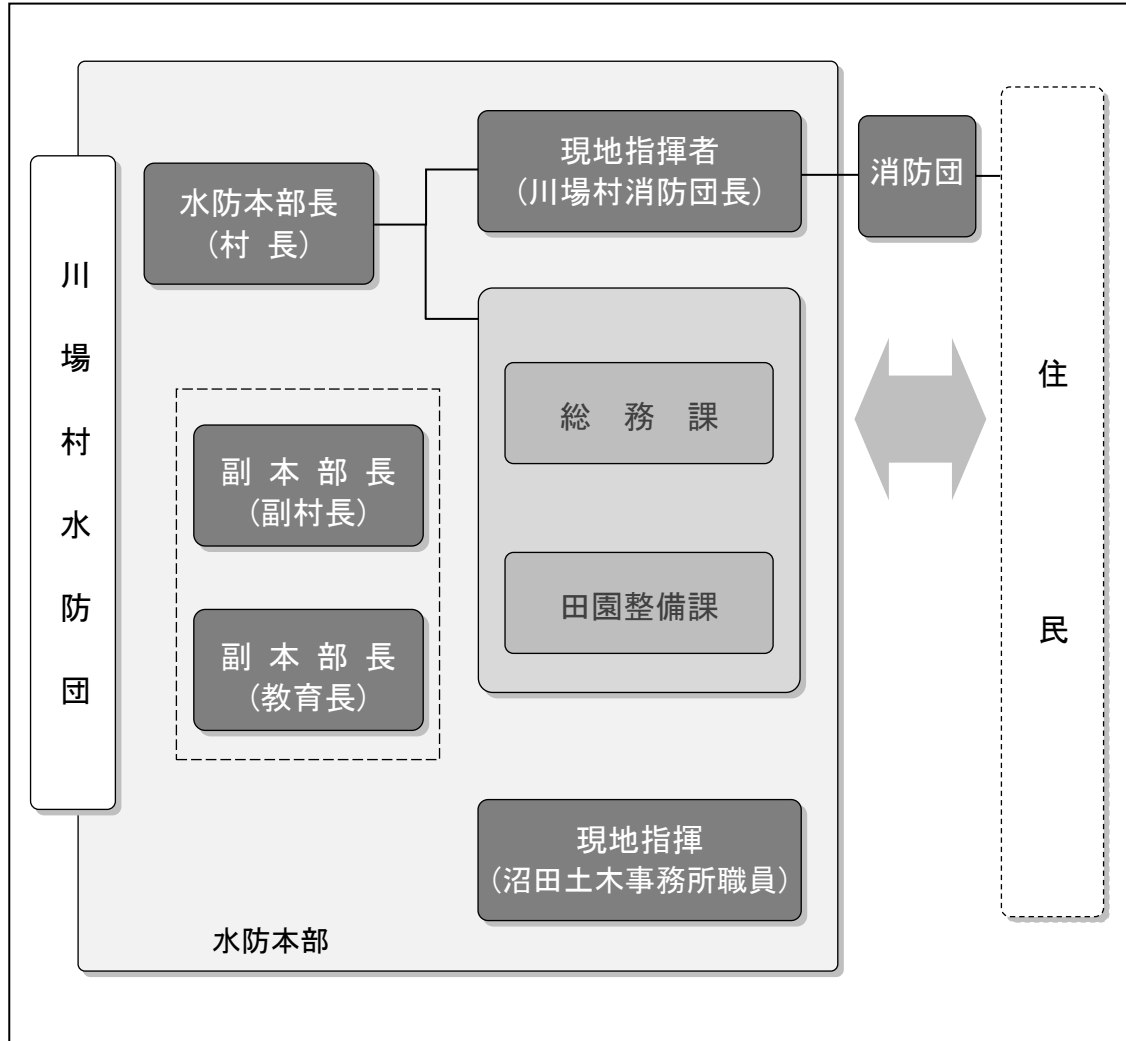 川場村水防団
水防本部長
（村 長）
現地指揮者
（川場村消防団長）
消防団
総 務 課
田園整備課
副 本 部 長
（副村長）
副 本 部 長
（教育長）
現地指揮
（沼田土木事務所職員）
水防本部
住民